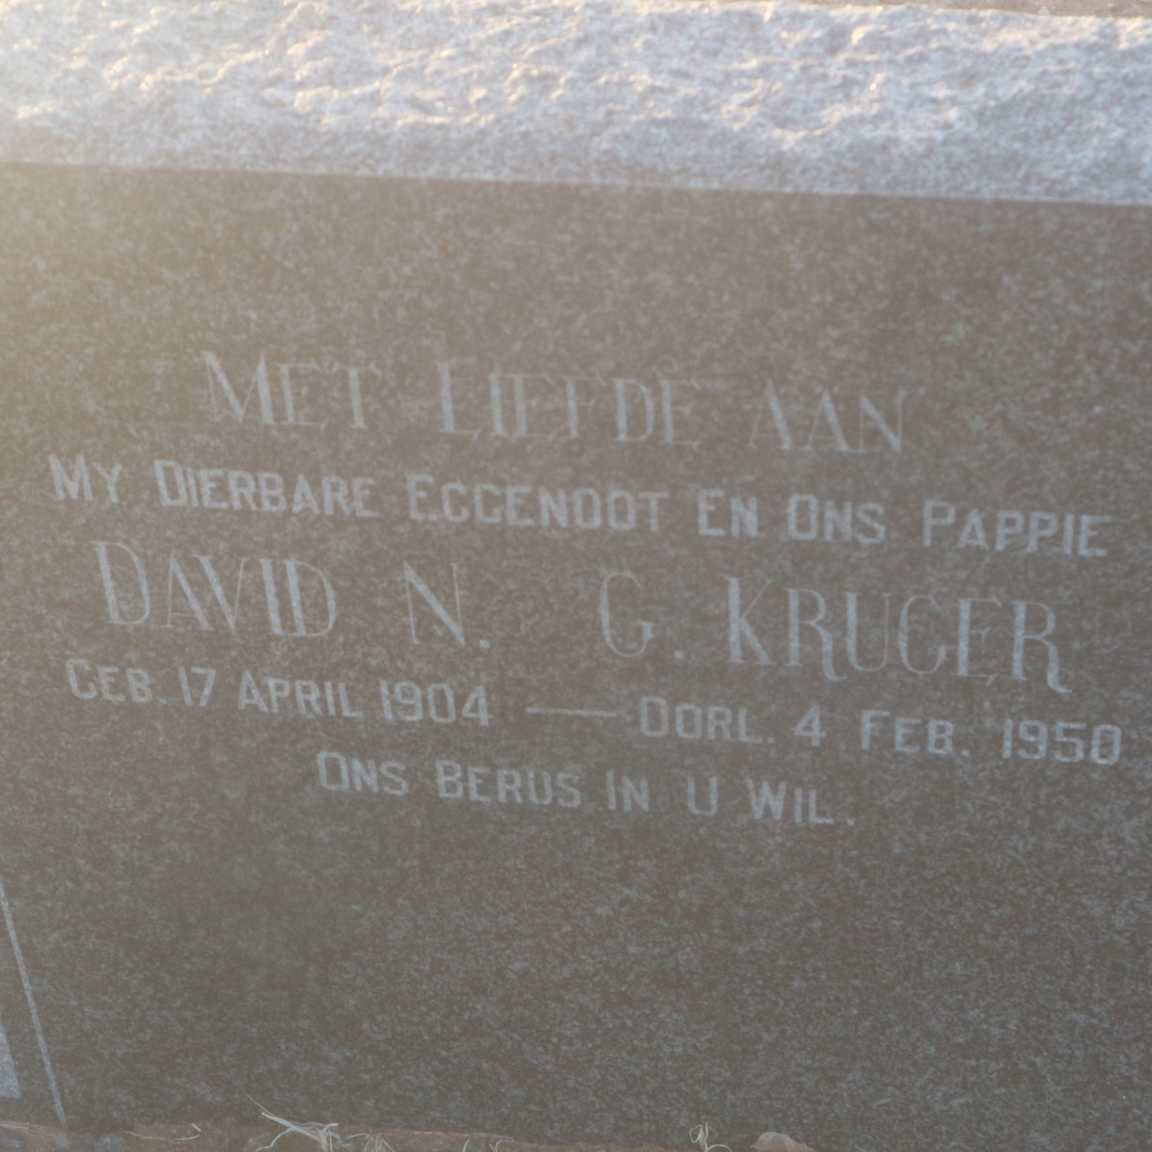 MET LIEFDE AAN
MY DIERBARE EGGENOOT EN ONS PAPPIE
DAVID N. G. KRUGER
GEB. 17 APRIL 1904 — OORL. 4 FEB. 1950
ONS BERUS IN U WIL.